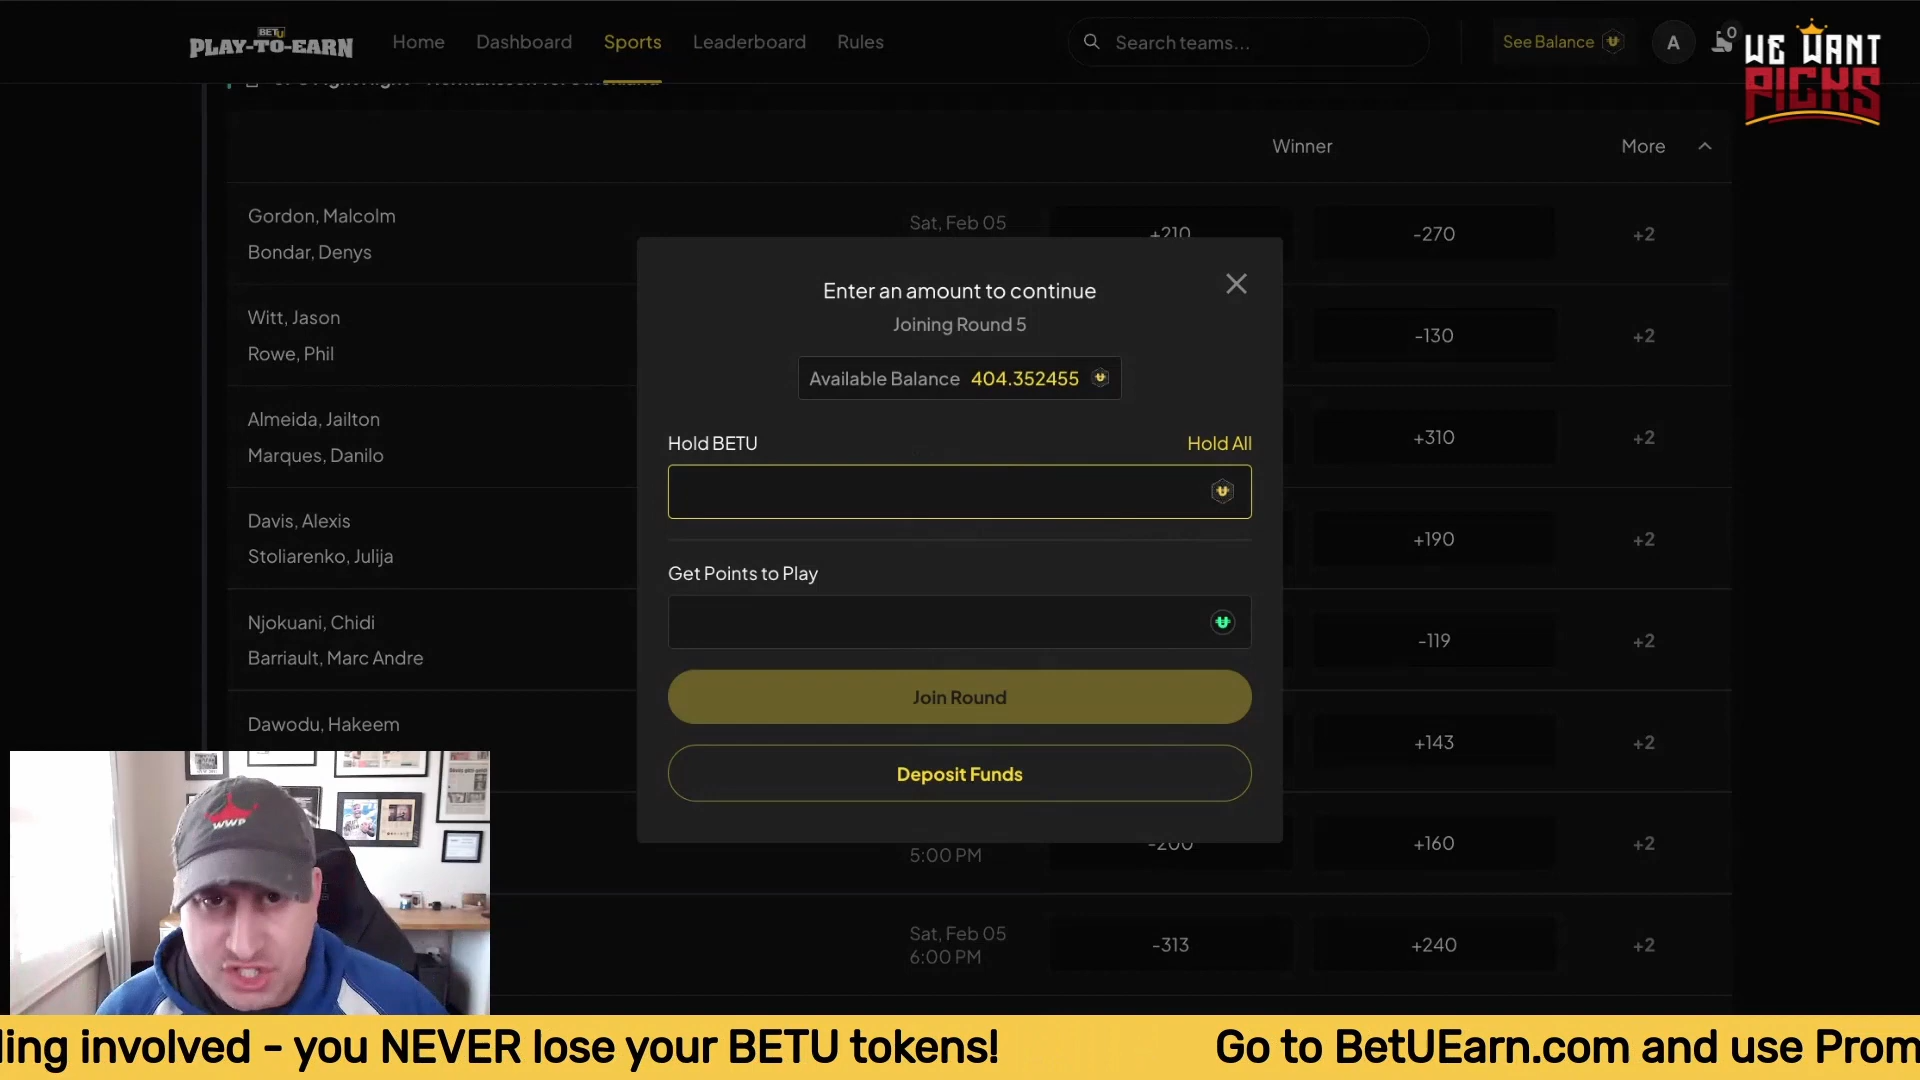 BETU
PLAY-TO-EARN
Home
Dashboard
Sports
Leaderboard
Rules
Search teams...
See Balance
A
0
WE WANT
PICKS
Winner
More
Gordon, Malcolm
Bondar, Denys
Sat, Feb 05
+210
-270
+2
Witt, Jason
Rowe, Phil
-130
+2
Almeida, Jailton
Marques, Danilo
+310
+2
Davis, Alexis
Stoliarenko, Julija
+190
+2
Njokuani, Chidi
Barriault, Marc Andre
-119
+2
Dawodu, Hakeem
+143
+2
5:00 PM
-200
+160
+2
Sat, Feb 05
6:00 PM
-313
+240
+2
Enter an amount to continue
Joining Round 5
Available Balance 404.352455
Hold BETU
Hold All
Get Points to Play
Join Round
Deposit Funds
WWP
ling involved - you NEVER lose your BETU tokens!
Go to BetUEarn.com and use Prom